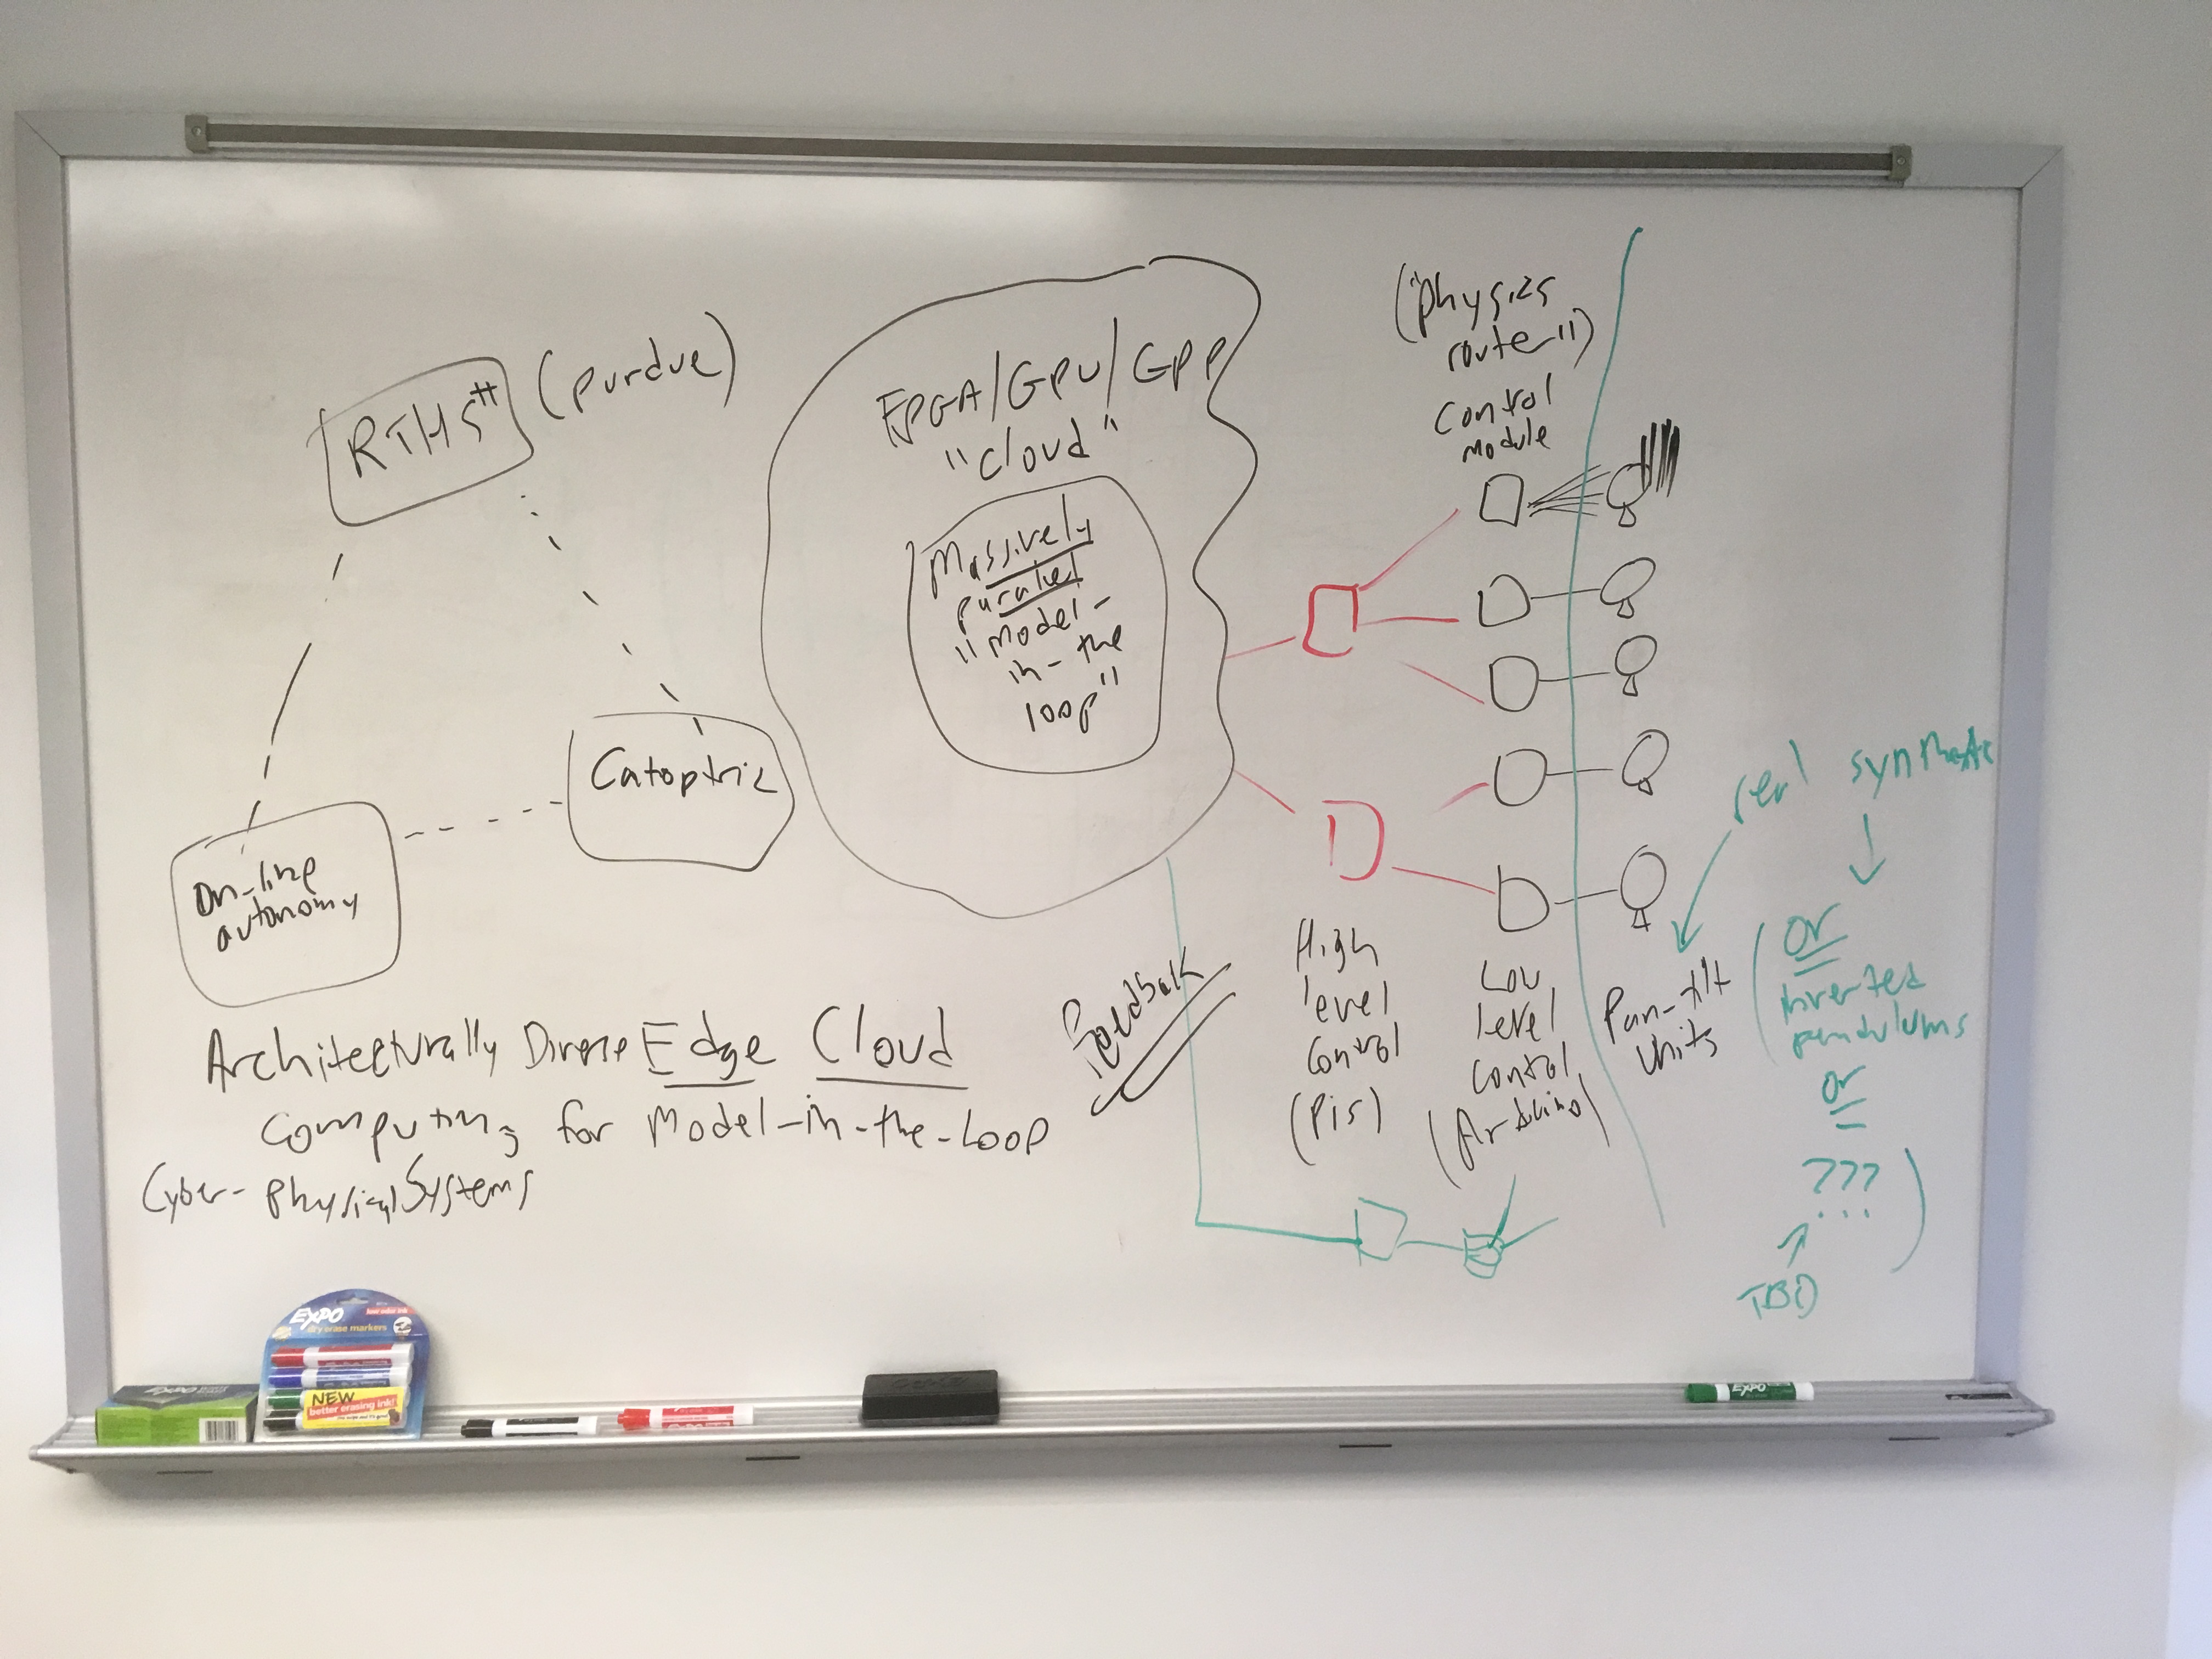 RTHS
(purdue)
On-line
autonomy
Catoptric
FPGA/GPU/GPP
"cloud"
Massively
parallel
"Model-
in-the
loop"
("physics
router")
Control
module
real
synthetic
High
level
Control
(Pis)
Low
level
control
(Arduino)
Pan-tilt
units
(or
inverted
pendulums
or
???
...)
TBD
Feedback
Architecturally Diverse Edge Cloud
Computing for Model-in-the-Loop
Cyber-PhysicalSystems
EXPO
dry erase markers
NEW
better erasing ink!
EXPO